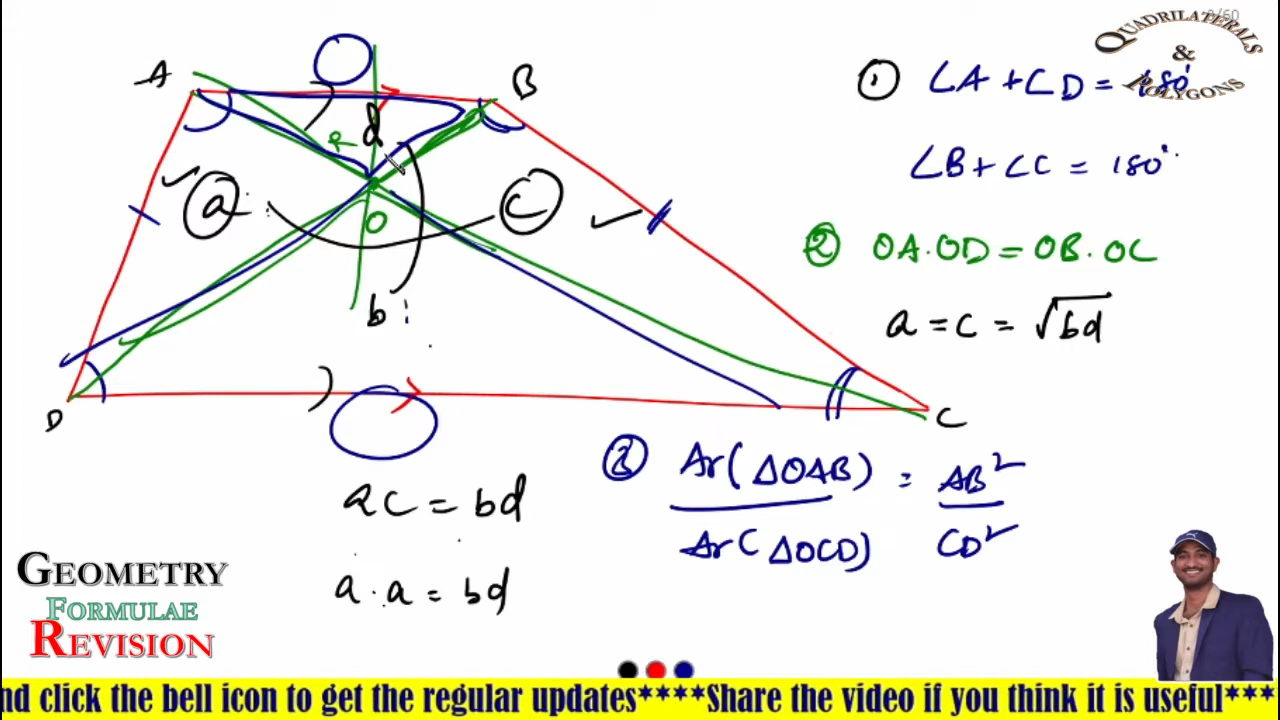 9/60
QUADRILATERALS
&
POLYGONS
A
B
① ∠A + ∠D = 180°
∠B + ∠C = 180°
d
a
c
O
② OA.OD = OB.OC
a = c = √bd
b
D
C
③ Ar(ΔOAB) = AB²
Ar(ΔOCD) CD²
ac = bd
a.a = bd
GEOMETRY
FORMULAE
REVISION
nd click the bell icon to get the regular updates****Share the video if you think it is useful***